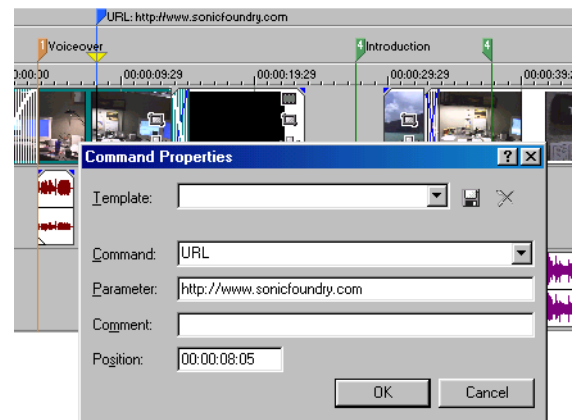 URL: http://www.sonicfoundry.com
1 Voiceover
4 Introduction
4
0:00:00
00:00:09:29
00:00:19:29
00:00:29:29
00:00:39:2
Command Properties
Template:
Command: URL
Parameter: http://www.sonicfoundry.com
Comment:
Position: 00:00:08:05
OK
Cancel